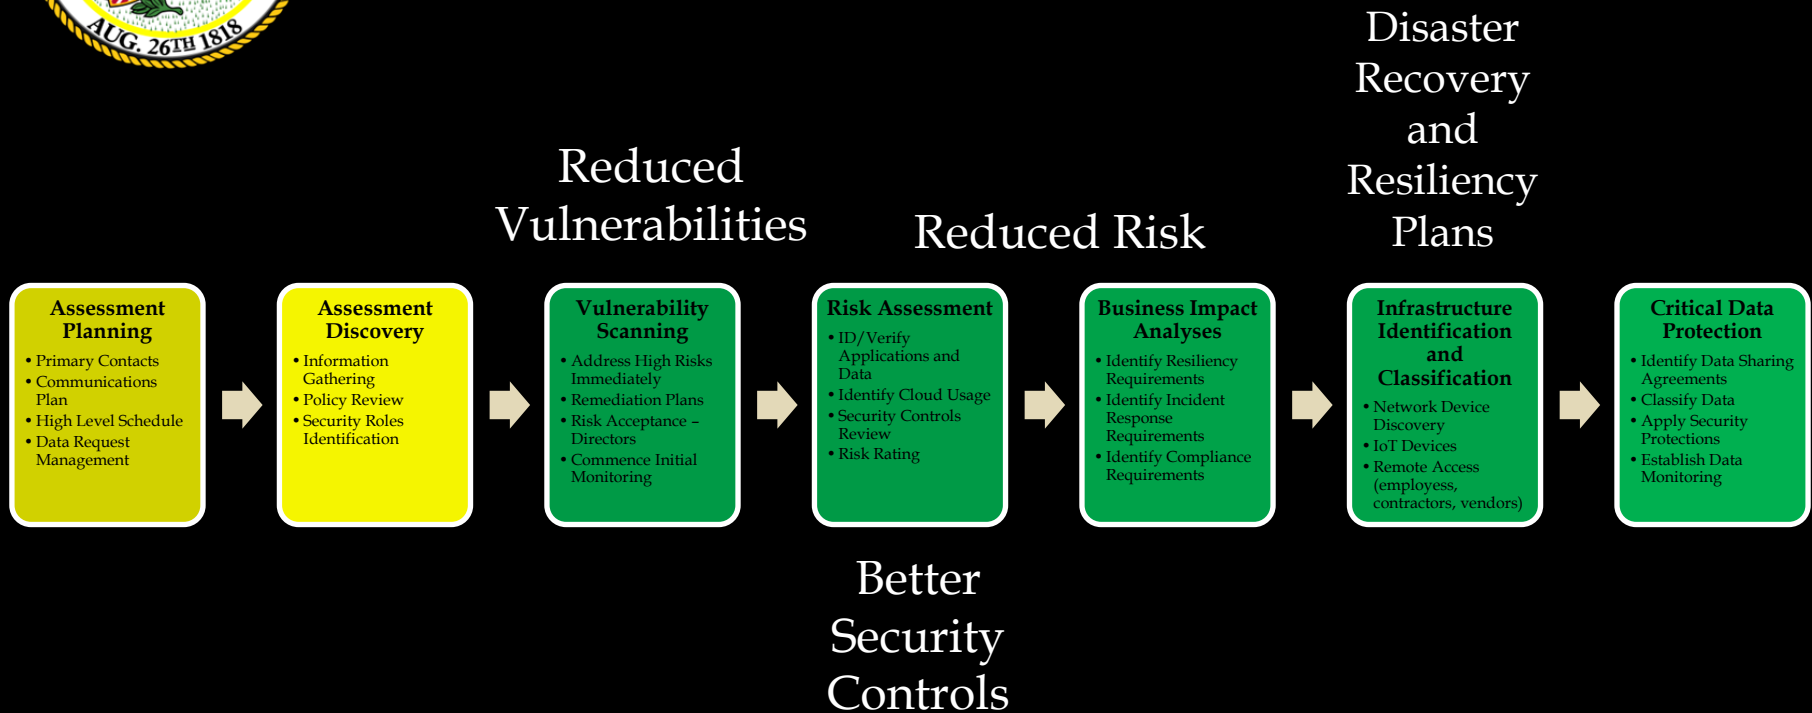 AUG. 26TH 1818
Disaster
Recovery
and
Resiliency
Plans
Reduced
Vulnerabilities
Reduced Risk
Assessment
Planning
• Primary Contacts
• Communications
Plan
• High Level Schedule
• Data Request
Management
Assessment
Discovery
• Information
Gathering
• Policy Review
• Security Roles
Identification
Vulnerability
Scanning
• Address High Risks
Immediately
• Remediation Plans
• Risk Acceptance –
Directors
• Commence Initial
Monitoring
Risk Assessment
• ID/Verify
Applications and
Data
• Identify Cloud Usage
• Security Controls
Review
• Risk Rating
Business Impact
Analyses
• Identify Resiliency
Requirements
• Identify Incident
Response
Requirements
• Identify Compliance
Requirements
Infrastructure
Identification
and
Classification
• Network Device
Discovery
• IoT Devices
• Remote Access
(employess,
contractors, vendors)
Critical Data
Protection
• Identify Data Sharing
Agreements
• Classify Data
• Apply Security
Protections
• Establish Data
Monitoring
Better
Security
Controls